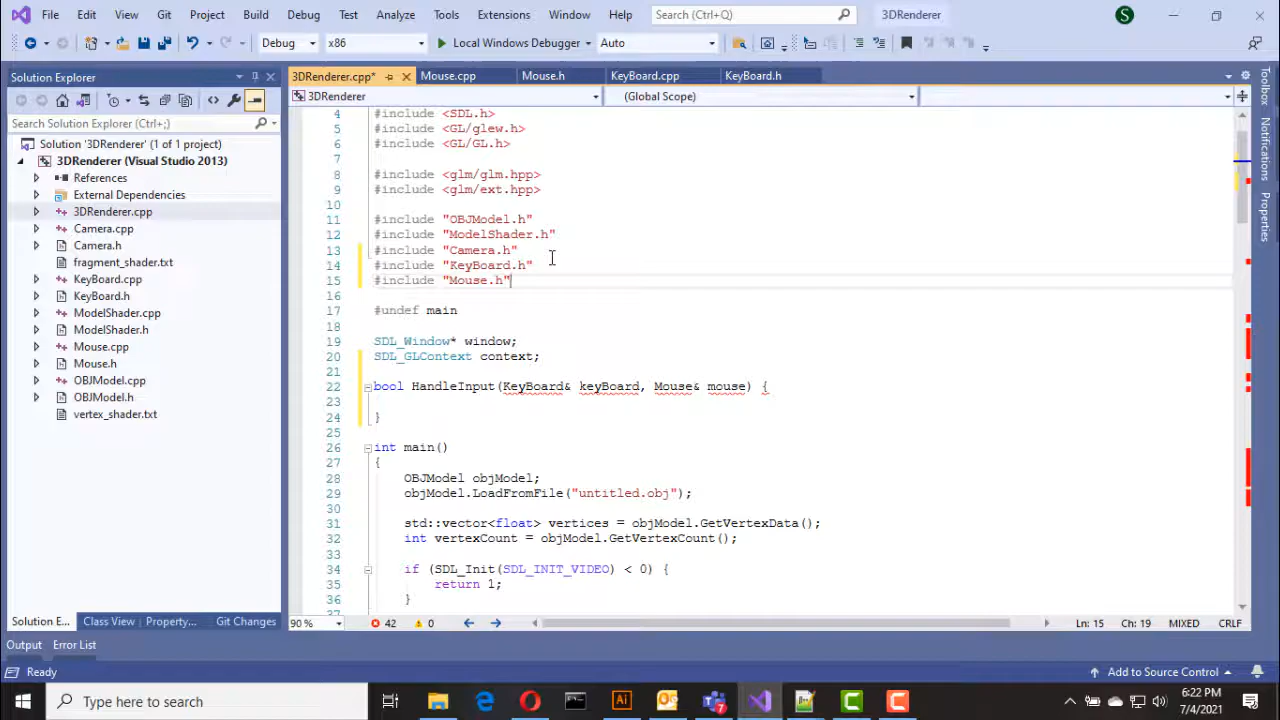 File Edit View Git Project Build Debug Test Analyze Tools Extensions Window Help Search (Ctrl+Q) 3DRenderer S
Debug x86 Local Windows Debugger Auto
Solution Explorer
3DRenderer.cpp* Mouse.cpp Mouse.h KeyBoard.cpp KeyBoard.h
3DRenderer (Global Scope)
Search Solution Explorer (Ctrl+;)
Solution '3DRenderer' (1 of 1 project)
3DRenderer (Visual Studio 2013)
References
External Dependencies
3DRenderer.cpp
Camera.cpp
Camera.h
fragment_shader.txt
KeyBoard.cpp
KeyBoard.h
ModelShader.cpp
ModelShader.h
Mouse.cpp
Mouse.h
OBJModel.cpp
OBJModel.h
vertex_shader.txt
4 #include <SDL.h>
5 #include <GL/glew.h>
6 #include <GL/GL.h>
7
8 #include <glm/glm.hpp>
9 #include <glm/ext.hpp>
10
11 #include "OBJModel.h"
12 #include "ModelShader.h"
13 #include "Camera.h"
14 #include "KeyBoard.h"
15 #include "Mouse.h"
16
17 #undef main
18
19 SDL_Window* window;
20 SDL_GLContext context;
21
22 bool HandleInput(KeyBoard& keyBoard, Mouse& mouse) {
23
24 }
25
26 int main()
27 {
28 OBJModel objModel;
29 objModel.LoadFromFile("untitled.obj");
30
31 std::vector<float> vertices = objModel.GetVertexData();
32 int vertexCount = objModel.GetVertexCount();
33
34 if (SDL_Init(SDL_INIT_VIDEO) < 0) {
35 return 1;
36 }
Toolbox
Notifications
Properties
Solution E... Class View Property... Git Changes
90 % 42 0 Ln: 15 Ch: 19 MIXED CRLF
Output Error List
Ready Add to Source Control
Type here to search
Ai
7
6:22 PM
7/4/2021